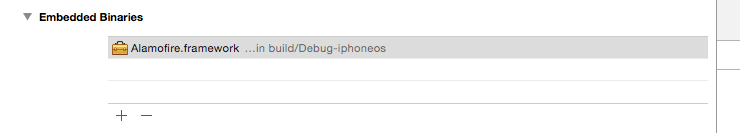 Embedded Binaries
Alamofire.framework …in build/Debug-iphoneos